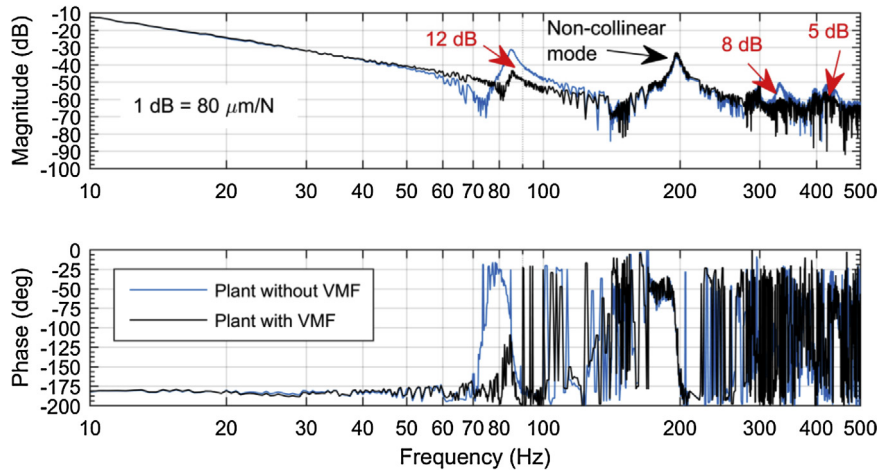 -10
-20
-30
-40
-50
-60
-70
-80
-90
-100
Magnitude (dB)
12 dB
Non-collinear
mode
8 dB
5 dB
1 dB = 80 μm/N
10 20 30 40 50 60 70 80 100 200 300 400 500
0
-25
-50
-75
-100
-125
-150
-175
-200
Phase (deg)
Plant without VMF
Plant with VMF
10 20 30 40 50 60 70 80 100 200 300 400 500
Frequency (Hz)